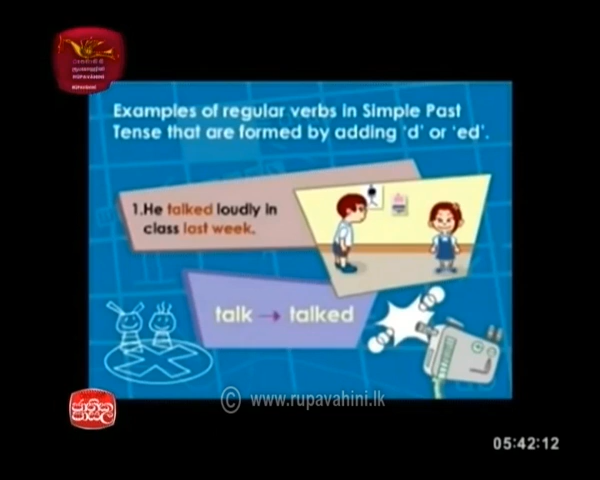 RUPAVAHINI
Examples of regular verbs in Simple Past
Tense that are formed by adding 'd' or 'ed'.
1.He talked loudly in
class last week.
talk → talked
© www.rupavahini.lk
05:42:12